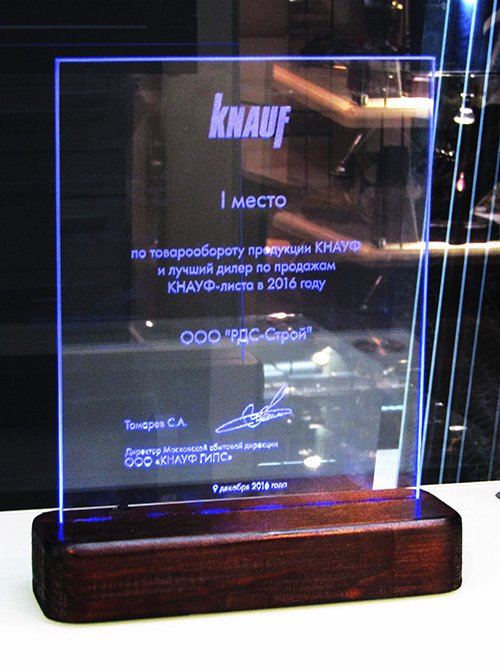 KNAUF
I место
по товарообороту продукции КНАУФ
и лучший дилер по продажам
КНАУФ-листа в 2016 году
ООО "РДС-Строй"
Томарев С.А.
Директор Московской сбытовой дирекции
ООО «КНАУФ ГИПС»
9 декабря 2016 года